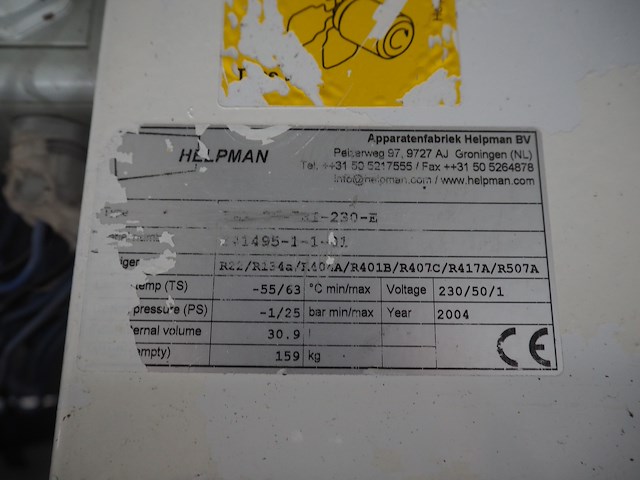 Apparatenfabriek Helpman BV
HELPMAN
Pelzerweg 97, 9727 AJ Groningen (NL)
Tel. ++31 50 5217555 / Fax ++31 50 5264878
info@helpman.com / www.helpman.com
-230-E
1495-1-1-01
R22/R134a/R404A/R401B/R407C/R417A/R507A
temp (TS) -55/63 °C min/max Voltage 230/50/1
pressure (PS) -1/25 bar min/max Year 2004
ernal volume 30.9 l
empty) 159 kg
CE